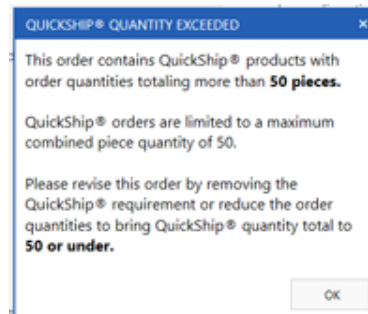 QUICKSHIP® QUANTITY EXCEEDED ×
This order contains QuickShip® products with
order quantities totaling more than 50 pieces.
QuickShip® orders are limited to a maximum
combined piece quantity of 50.
Please revise this order by removing the
QuickShip® requirement or reduce the order
quantities to bring QuickShip® quantity total to
50 or under.
OK